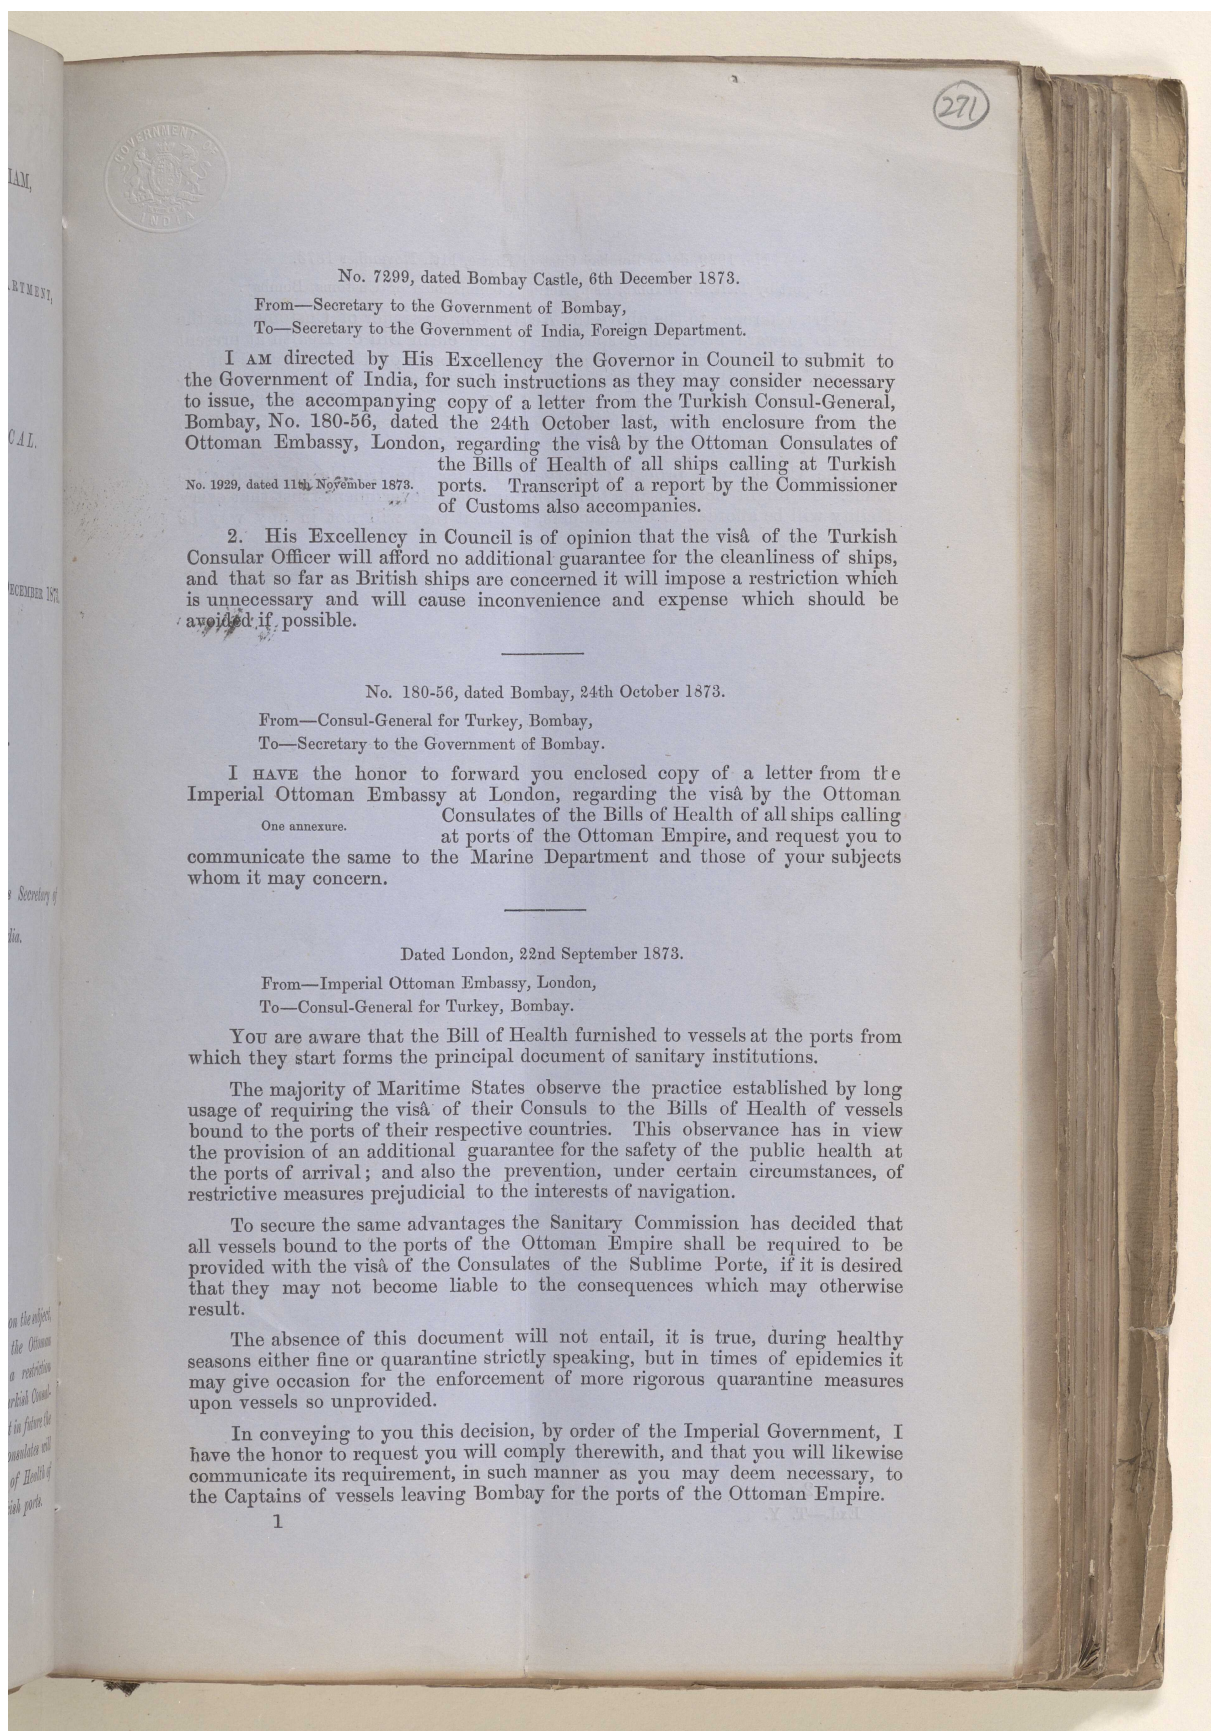 271
GOVERNMENT OF
INDIA
No. 7299, dated Bombay Castle, 6th December 1873.
From—Secretary to the Government of Bombay,
To—Secretary to the Government of India, Foreign Department.
I AM directed by His Excellency the Governor in Council to submit to
the Government of India, for such instructions as they may consider necessary
to issue, the accompanying copy of a letter from the Turkish Consul-General,
Bombay, No. 180-56, dated the 24th October last, with enclosure from the
Ottoman Embassy, London, regarding the visâ by the Ottoman Consulates of
the Bills of Health of all ships calling at Turkish
No. 1929, dated 11th November 1873.
ports. Transcript of a report by the Commissioner
of Customs also accompanies.
2. His Excellency in Council is of opinion that the visâ of the Turkish
Consular Officer will afford no additional guarantee for the cleanliness of ships,
and that so far as British ships are concerned it will impose a restriction which
is unnecessary and will cause inconvenience and expense which should be
avoided if possible.
No. 180-56, dated Bombay, 24th October 1873.
From—Consul-General for Turkey, Bombay,
To—Secretary to the Government of Bombay.
I HAVE the honor to forward you enclosed copy of a letter from the
Imperial Ottoman Embassy at London, regarding the visâ by the Ottoman
Consulates of the Bills of Health of all ships calling
One annexure.
at ports of the Ottoman Empire, and request you to
communicate the same to the Marine Department and those of your subjects
whom it may concern.
Dated London, 22nd September 1873.
From—Imperial Ottoman Embassy, London,
To—Consul-General for Turkey, Bombay.
YOU are aware that the Bill of Health furnished to vessels at the ports from
which they start forms the principal document of sanitary institutions.
The majority of Maritime States observe the practice established by long
usage of requiring the visâ of their Consuls to the Bills of Health of vessels
bound to the ports of their respective countries. This observance has in view
the provision of an additional guarantee for the safety of the public health at
the ports of arrival; and also the prevention, under certain circumstances, of
restrictive measures prejudicial to the interests of navigation.
To secure the same advantages the Sanitary Commission has decided that
all vessels bound to the ports of the Ottoman Empire shall be required to be
provided with the visâ of the Consulates of the Sublime Porte, if it is desired
that they may not become liable to the consequences which may otherwise
result.
The absence of this document will not entail, it is true, during healthy
seasons either fine or quarantine strictly speaking, but in times of epidemics it
may give occasion for the enforcement of more rigorous quarantine measures
upon vessels so unprovided.
In conveying to you this decision, by order of the Imperial Government, I
have the honor to request you will comply therewith, and that you will likewise
communicate its requirement, in such manner as you may deem necessary, to
the Captains of vessels leaving Bombay for the ports of the Ottoman Empire.
1